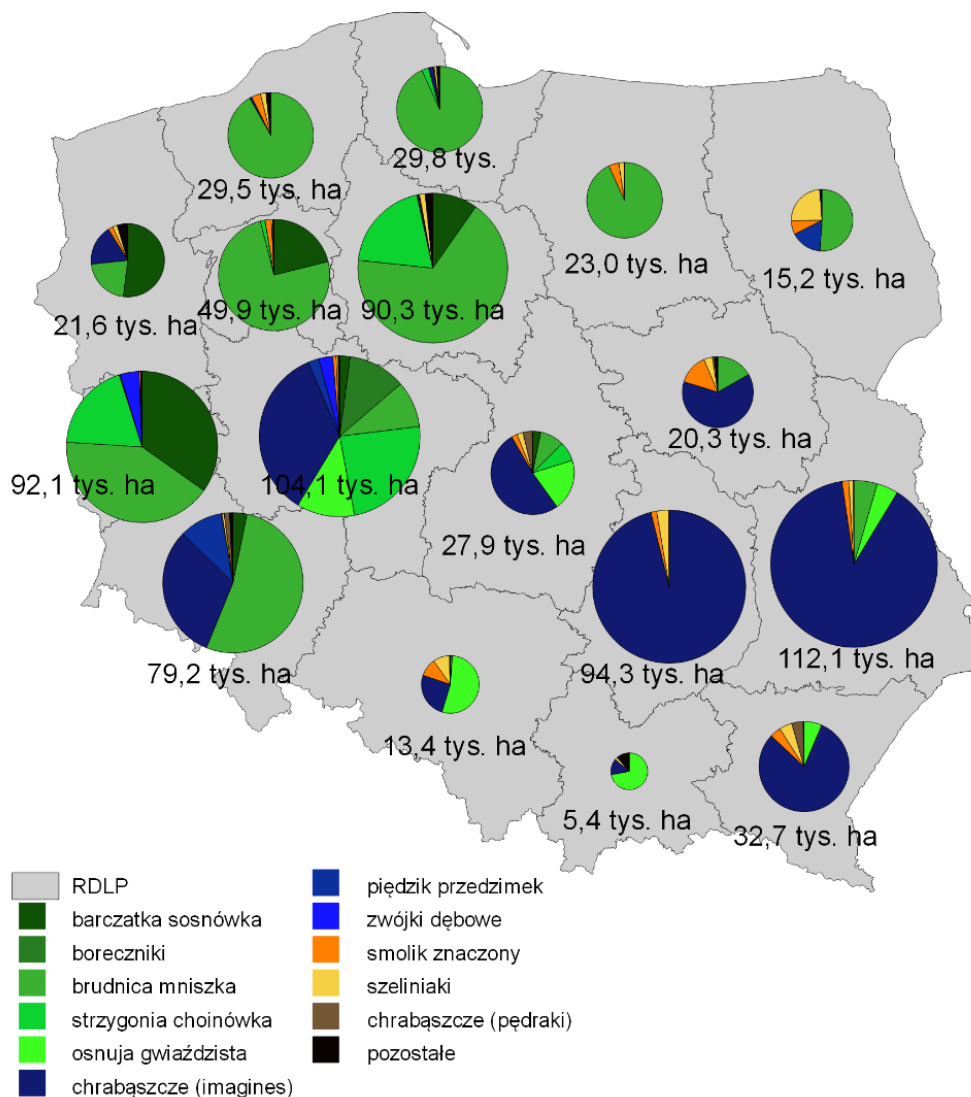 29,5 tys. ha
29,8 tys.
23,0 tys. ha
15,2 tys. ha
21,6 tys. ha
49,9 tys. ha
90,3 tys. ha
20,3 tys. ha
92,1 tys. ha
104,1 tys. ha
27,9 tys. ha
79,2 tys. ha
94,3 tys. ha
112,1 tys. ha
13,4 tys. ha
5,4 tys. ha
32,7 tys. ha
RDLP
barczatka sosnówka
boreczniki
brudnica mniszka
strzygonia choinówka
osnuja gwiaździsta
chrabąszcze (imagines)
piędzik przedzimek
zwójki dębowe
smolik znaczony
szeliniaki
chrabąszcze (pędraki)
pozostałe